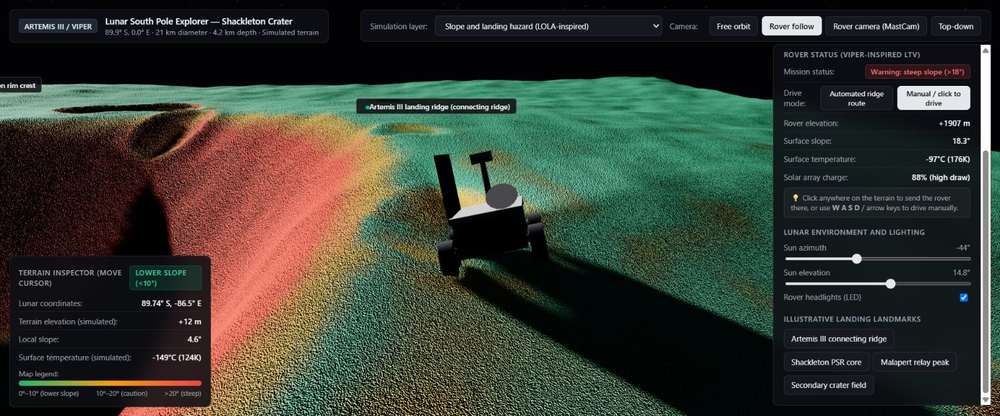 ARTEMIS III / VIPER
Lunar South Pole Explorer — Shackleton Crater
89.9° S, 0.0° E · 21 km diameter · 4.2 km depth · Simulated terrain
Simulation layer:
Slope and landing hazard (LOLA-inspired)
Camera:
Free orbit
Rover follow
Rover camera (MastCam)
Top-down
n rim crest
Artemis III landing ridge (connecting ridge)
ROVER STATUS (VIPER-INSPIRED LTV)
Mission status:
Warning: steep slope (>18°)
Drive
mode:
Automated ridge
route
Manual / click to
drive
Rover elevation:
+1907 m
Surface slope:
18.3°
Surface temperature:
-97°C (176K)
Solar array charge:
88% (high draw)
💡 Click anywhere on the terrain to send the rover
there, or use W A S D / arrow keys to drive manually.
LUNAR ENVIRONMENT AND LIGHTING
Sun azimuth
-44°
Sun elevation
14.8°
Rover headlights (LED)
ILLUSTRATIVE LANDING LANDMARKS
Artemis III connecting ridge
Shackleton PSR core
Malapert relay peak
Secondary crater field
TERRAIN INSPECTOR (MOVE
CURSOR)
LOWER SLOPE
(<10°)
Lunar coordinates:
89.74° S, -86.5° E
Terrain elevation (simulated):
+12 m
Local slope:
4.6°
Surface temperature (simulated):
-149°C (124K)
Map legend:
0°–10° (lower slope)
10°–20° (caution)
>20° (steep)